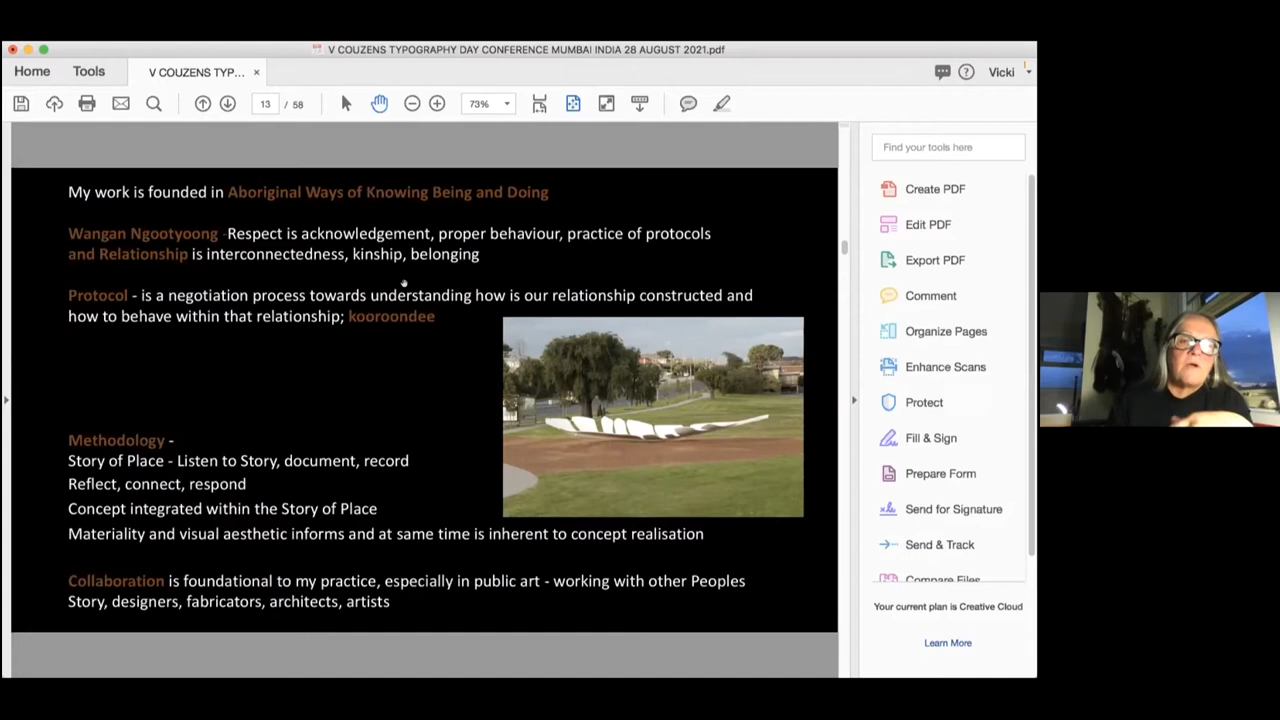 V COUZENS TYPOGRAPHY DAY CONFERENCE MUMBAI INDIA 28 AUGUST 2021.pdf
Home Tools V COUZENS TYP... × Vicki
13 / 58 73%
Find your tools here
Create PDF
Edit PDF
Export PDF
Comment
Organize Pages
Enhance Scans
Protect
Fill & Sign
Prepare Form
Send for Signature
Send & Track
Compare Files
Your current plan is Creative Cloud
Learn More
My work is founded in Aboriginal Ways of Knowing Being and Doing
Wangan Ngootyoong -Respect is acknowledgement, proper behaviour, practice of protocols
and Relationship is interconnectedness, kinship, belonging
Protocol - is a negotiation process towards understanding how is our relationship constructed and
how to behave within that relationship; kooroondee
Methodology -
Story of Place - Listen to Story, document, record
Reflect, connect, respond
Concept integrated within the Story of Place
Materiality and visual aesthetic informs and at same time is inherent to concept realisation
Collaboration is foundational to my practice, especially in public art - working with other Peoples
Story, designers, fabricators, architects, artists